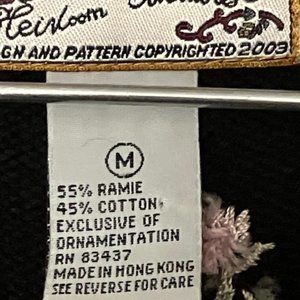 Heirloom
GN AND PATTERN COPYRIGHTED 2003
M
55% RAMIE
45% COTTON
EXCLUSIVE OF
ORNAMENTATION
RN 83437
MADE IN HONG KONG
SEE REVERSE FOR CARE